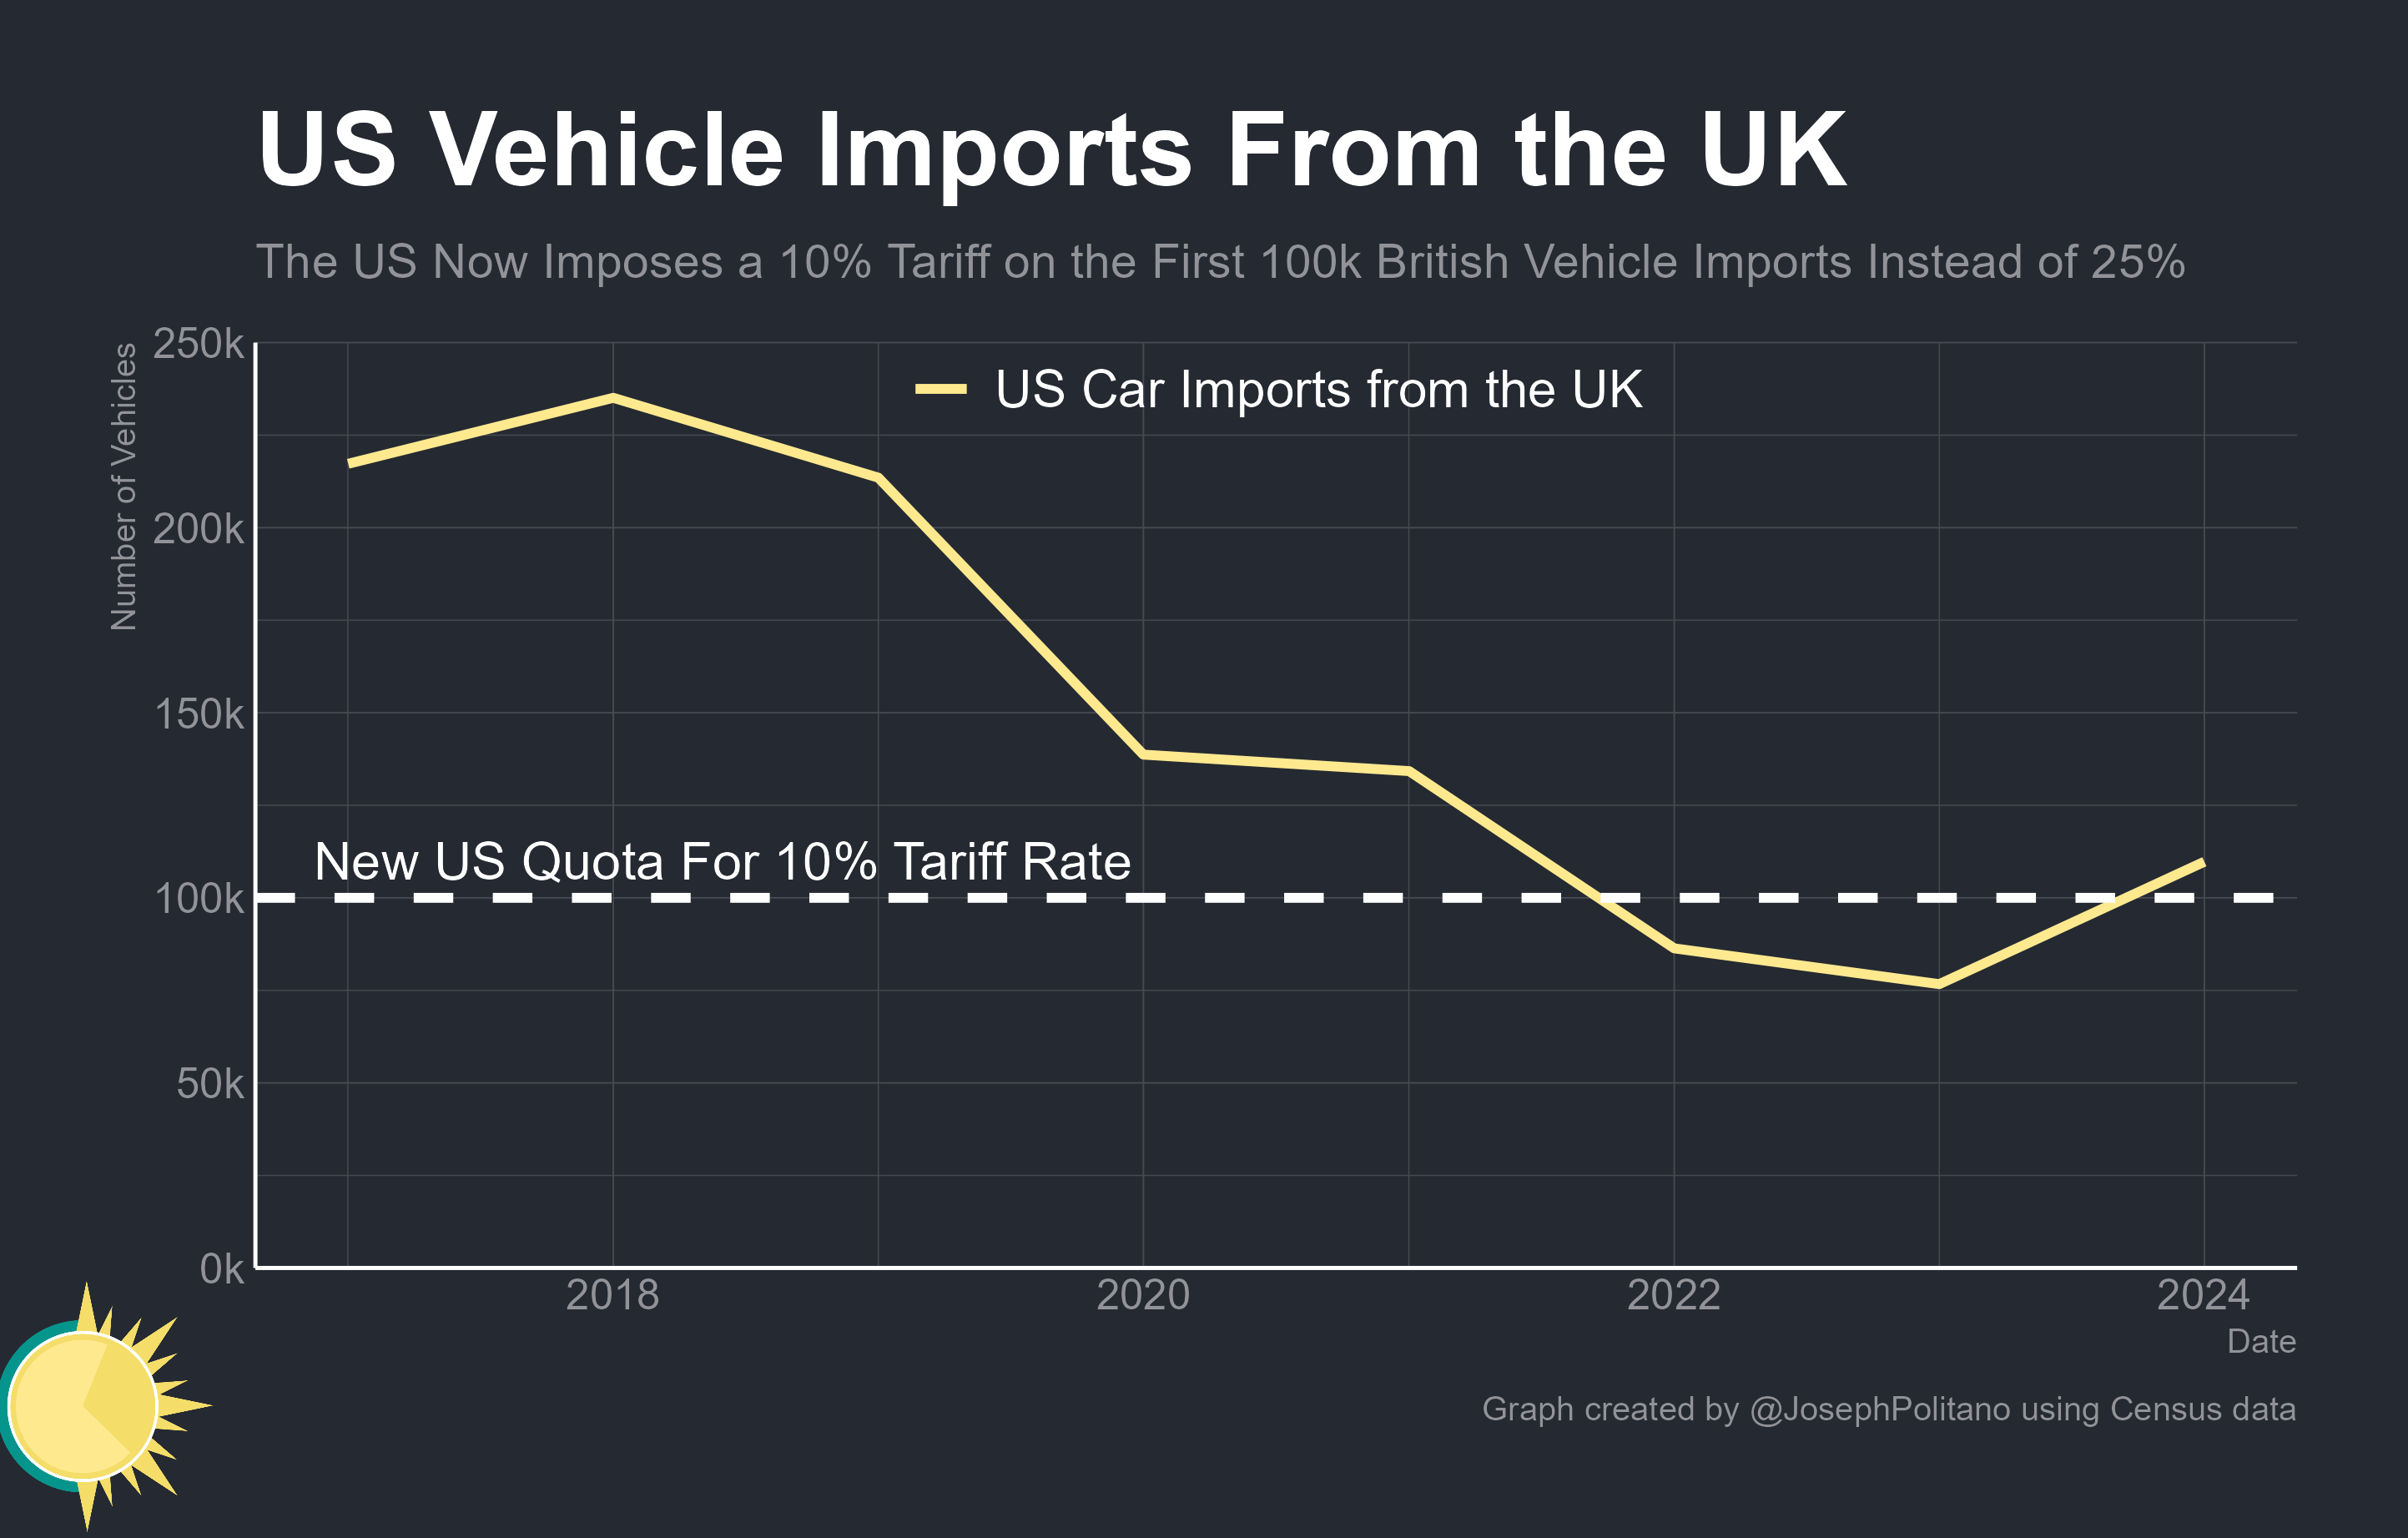 US Vehicle Imports From the UK
The US Now Imposes a 10% Tariff on the First 100k British Vehicle Imports Instead of 25%
Number of Vehicles
250k
200k
150k
100k
50k
0k
US Car Imports from the UK
New US Quota For 10% Tariff Rate
2018
2020
2022
2024
Date
Graph created by @JosephPolitano using Census data